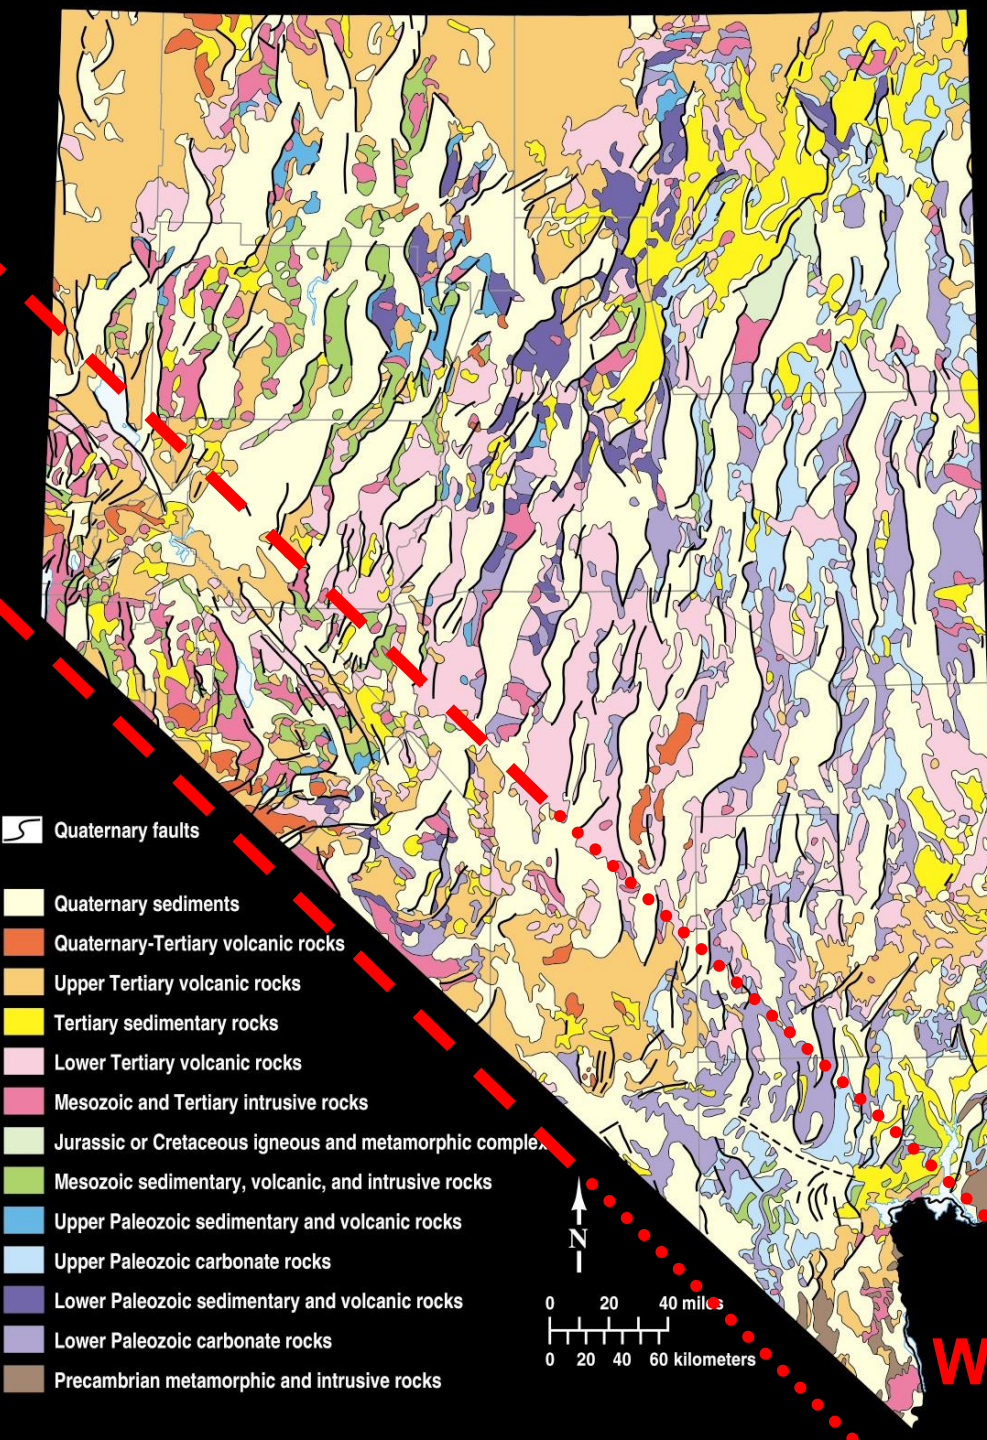 Quaternary faults
Quaternary sediments
Quaternary-Tertiary volcanic rocks
Upper Tertiary volcanic rocks
Tertiary sedimentary rocks
Lower Tertiary volcanic rocks
Mesozoic and Tertiary intrusive rocks
Jurassic or Cretaceous igneous and metamorphic complex
Mesozoic sedimentary, volcanic, and intrusive rocks
Upper Paleozoic sedimentary and volcanic rocks
Upper Paleozoic carbonate rocks
Lower Paleozoic sedimentary and volcanic rocks
Lower Paleozoic carbonate rocks
Precambrian metamorphic and intrusive rocks
N
0 20 40 miles
0 20 40 60 kilometers
W